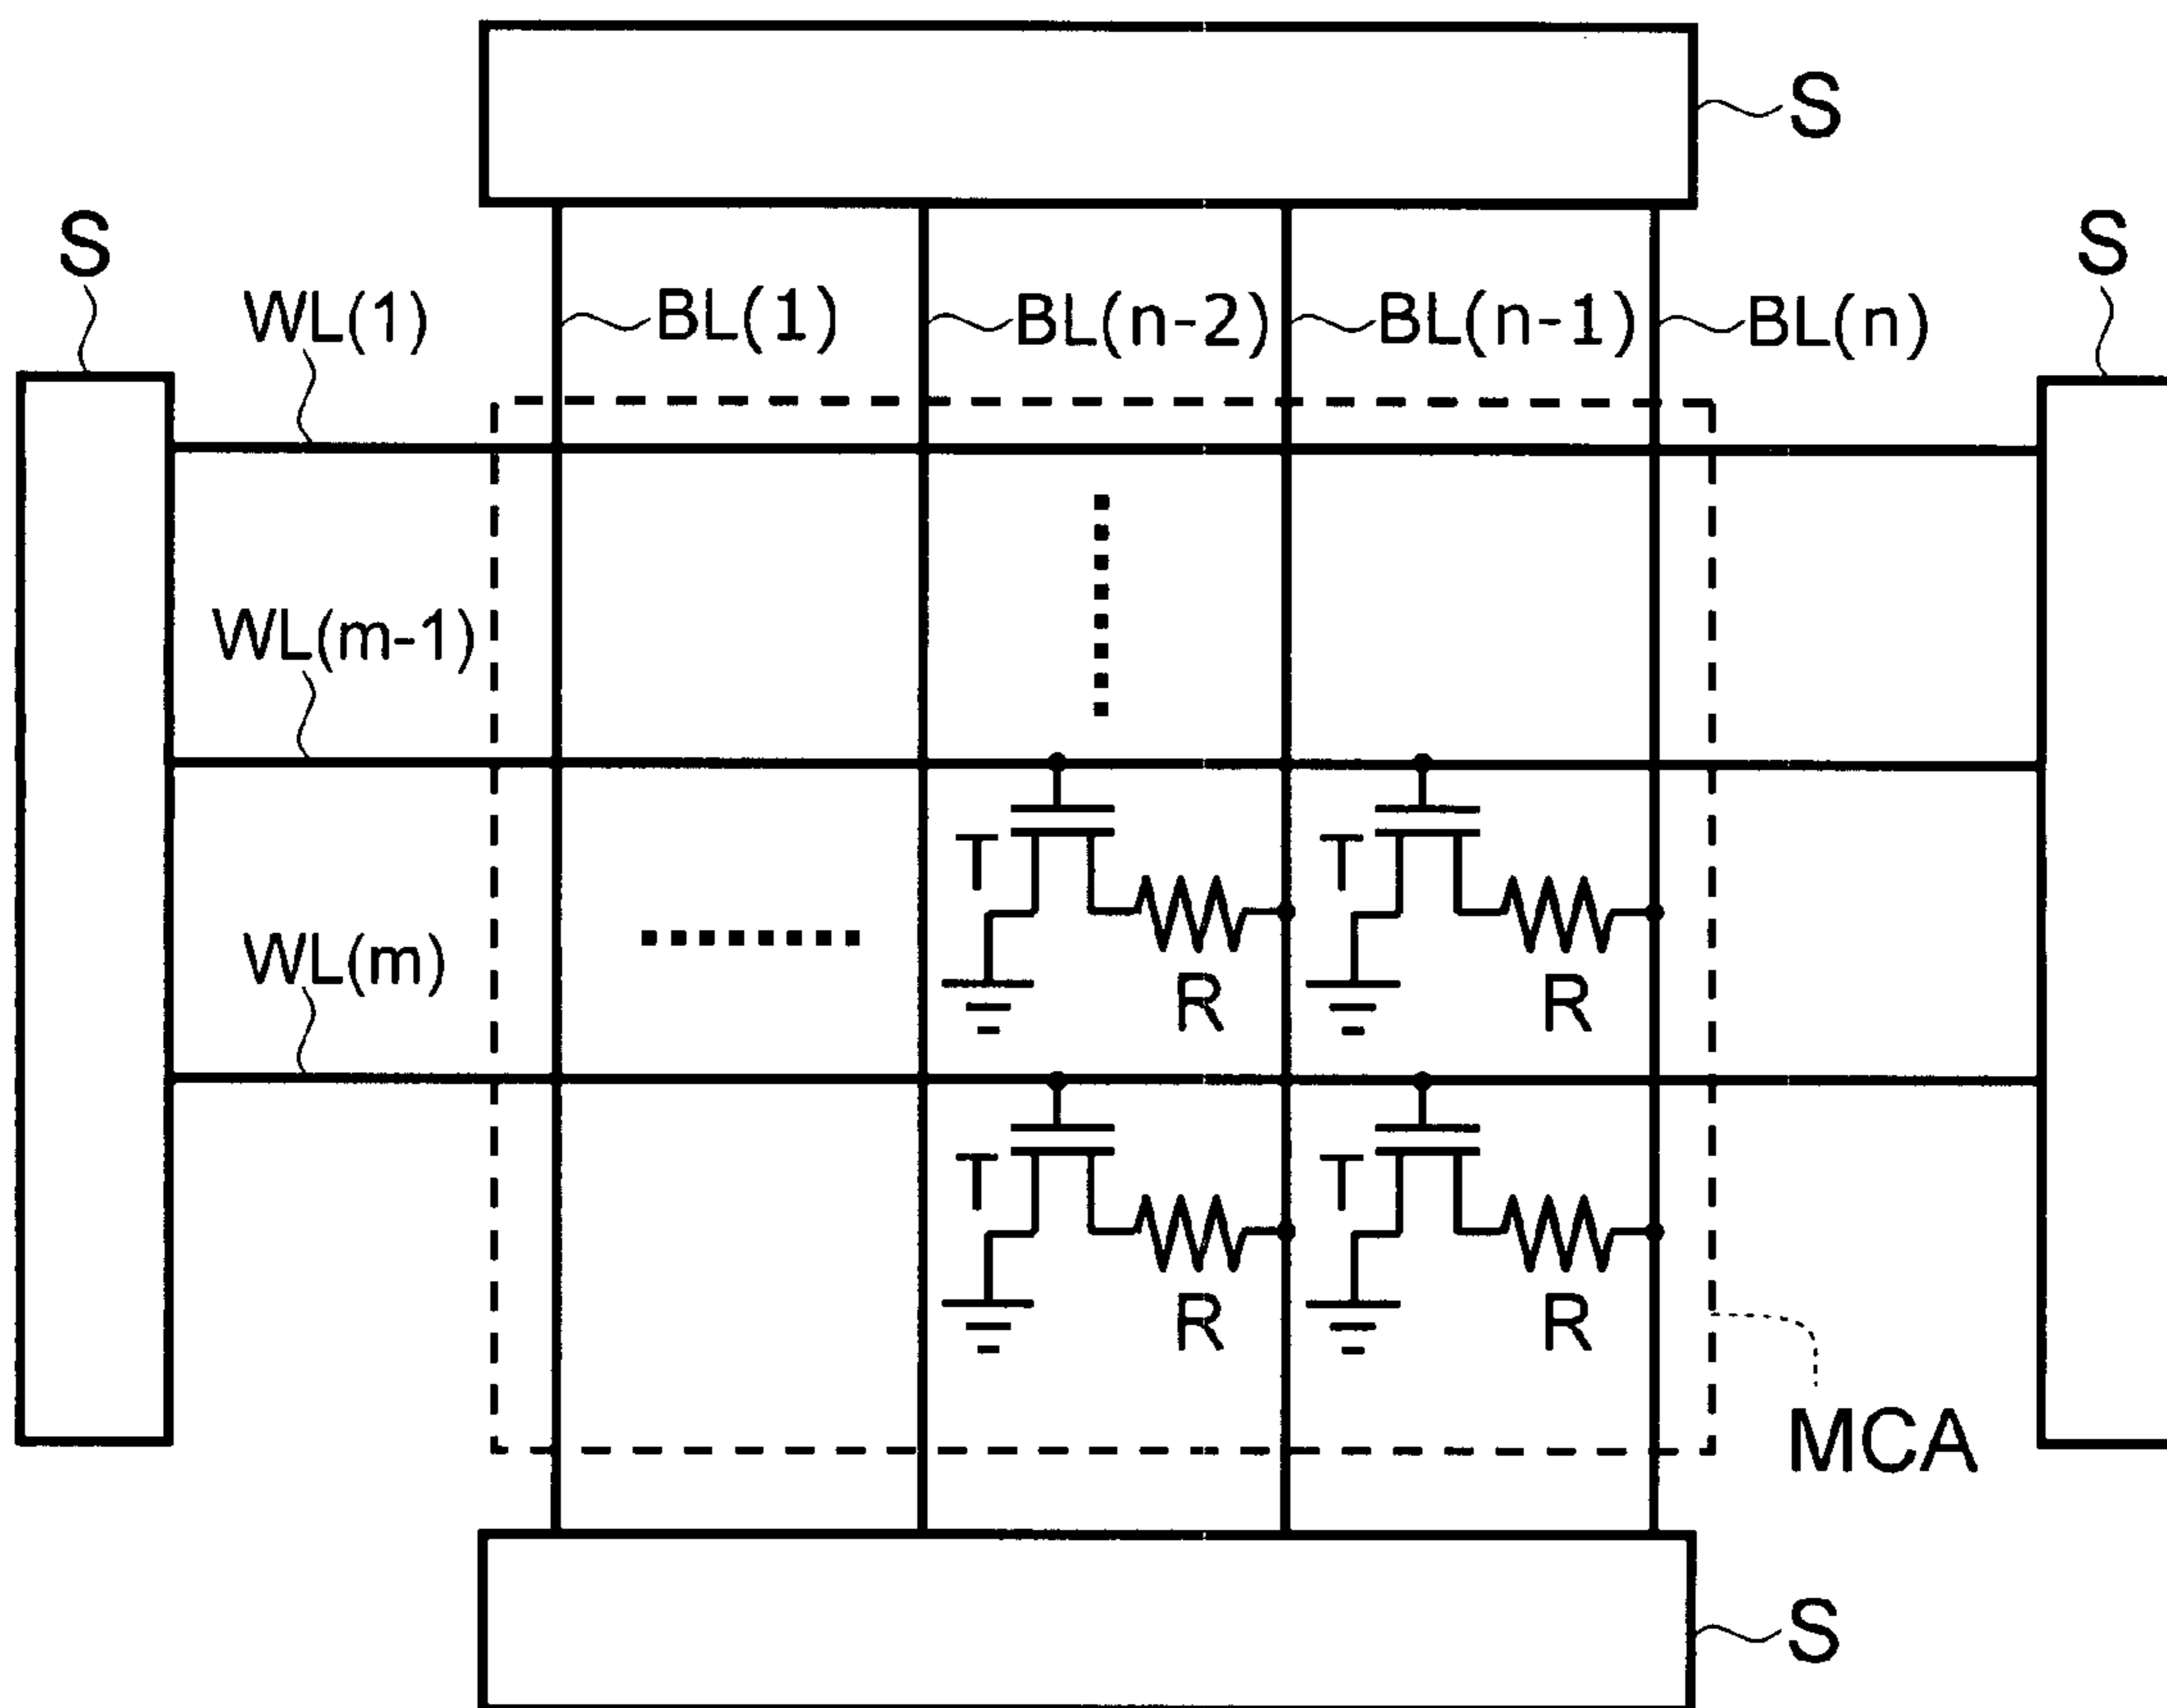 S
S
S
WL(1)
BL(1)
BL(n-2)
BL(n-1)
BL(n)
WL(m-1)
T
T
WL(m)
R
R
T
T
R
R
MCA
S